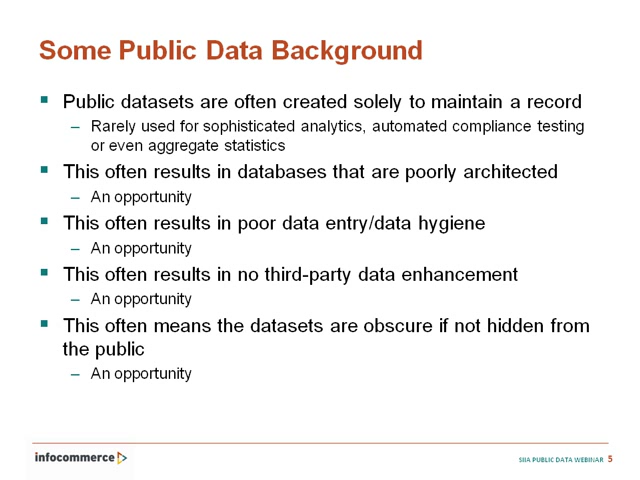 Some Public Data Background
▪ Public datasets are often created solely to maintain a record
– Rarely used for sophisticated analytics, automated compliance testing
or even aggregate statistics
▪ This often results in databases that are poorly architected
– An opportunity
▪ This often results in poor data entry/data hygiene
– An opportunity
▪ This often results in no third-party data enhancement
– An opportunity
▪ This often means the datasets are obscure if not hidden from
the public
– An opportunity
infocommerce
SIIA PUBLIC DATA WEBINAR 5